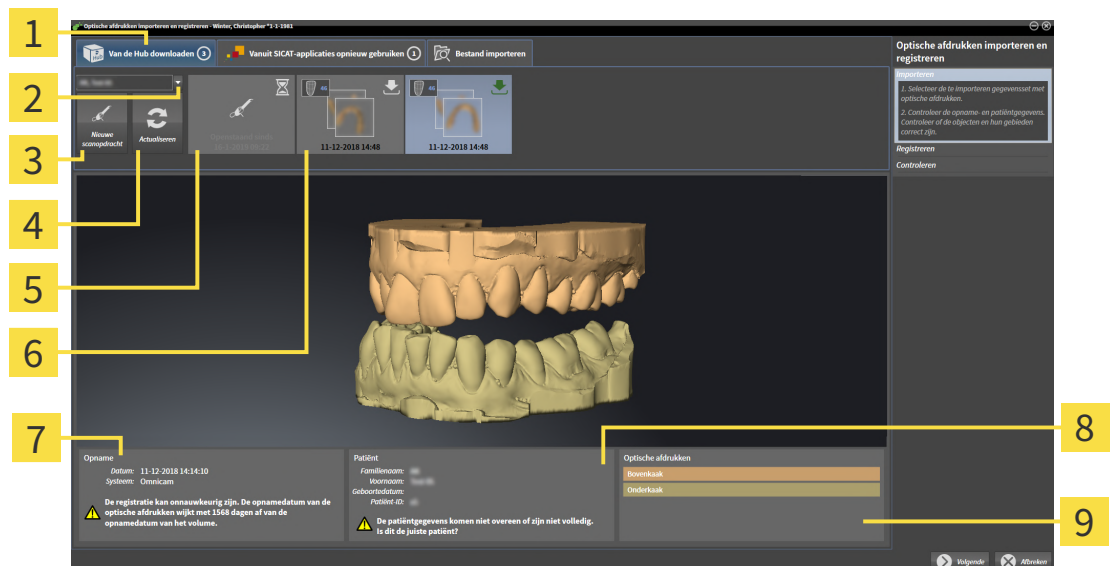 Optische afdrukken importeren en registreren - Winter, Christopher *1-1-1981
1
2
3
4
5
6
7
8
9
Van de Hub downloaden 3
Vanuit SICAT-applicaties opnieuw gebruiken 1
Bestand importeren
Nieuwe
scanopdracht
Actualiseren
46
11-12-2018 14:48
46
11-12-2018 14:48
Optische afdrukken importeren en
registreren
Importeren
1. Selecteer de te importeren gegevensset met
optische afdrukken.
2. Controleer de opname- en patiëntgegevens.
Controleer of de objecten en hun gebieden
correct zijn.
Registreren
Controleren
Opname
Datum: 11-12-2018 14:14:10
Systeem: Omnicam
De registratie kan onnauwkeurig zijn. De opnamedatum van de
optische afdrukken wijkt met 1568 dagen af van de
opnamedatum van het volume.
Patiënt
Familienaam:
Voornaam:
Geboortedatum:
Patiënt-ID:
De patiëntgegevens komen niet overeen of zijn niet volledig.
Is dit de juiste patiënt?
Optische afdrukken
Bovenkaak
Onderkaak
Volgende
Afbreken